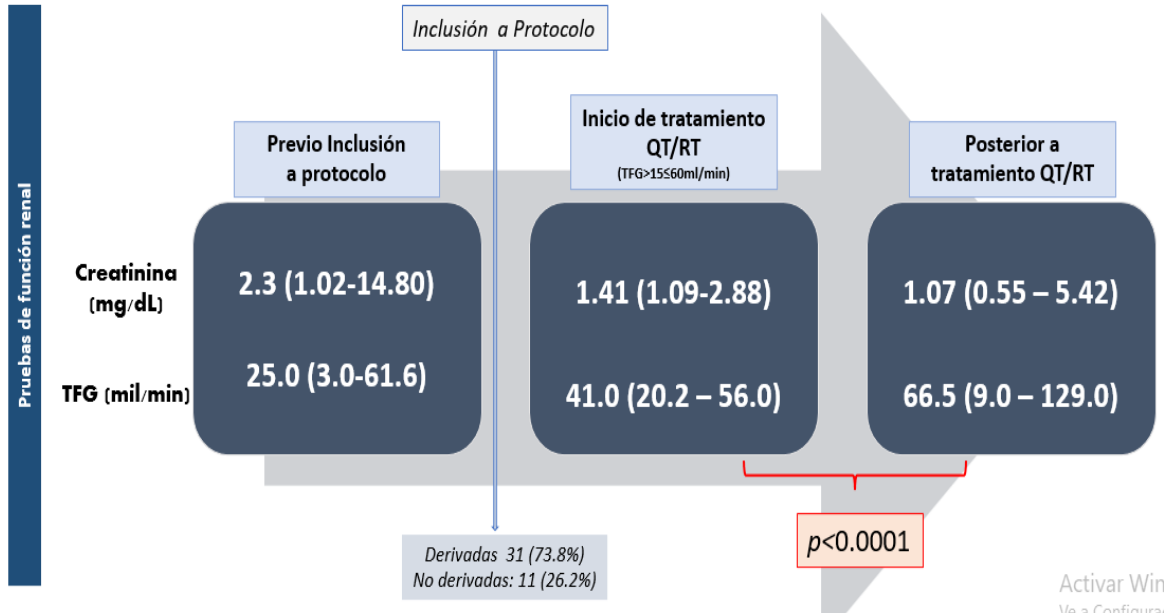 Pruebas de función renal
Inclusión a Protocolo
Previo Inclusión
a protocolo
Inicio de tratamiento
QT/RT
(TFG>15≤60ml/min)
Posterior a
tratamiento QT/RT
Creatinina
(mg/dL)
2.3 (1.02-14.80)
1.41 (1.09-2.88)
1.07 (0.55 – 5.42)
TFG (mil/min)
25.0 (3.0-61.6)
41.0 (20.2 – 56.0)
66.5 (9.0 – 129.0)
p<0.0001
Derivadas 31 (73.8%)
No derivadas: 11 (26.2%)
Activar Win
Ve a Configurac